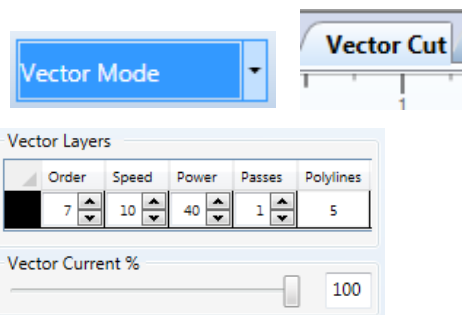 Vector Mode
Vector Cut
1
Vector Layers
Order Speed Power Passes Polylines
7 10 40 1 5
Vector Current %
100